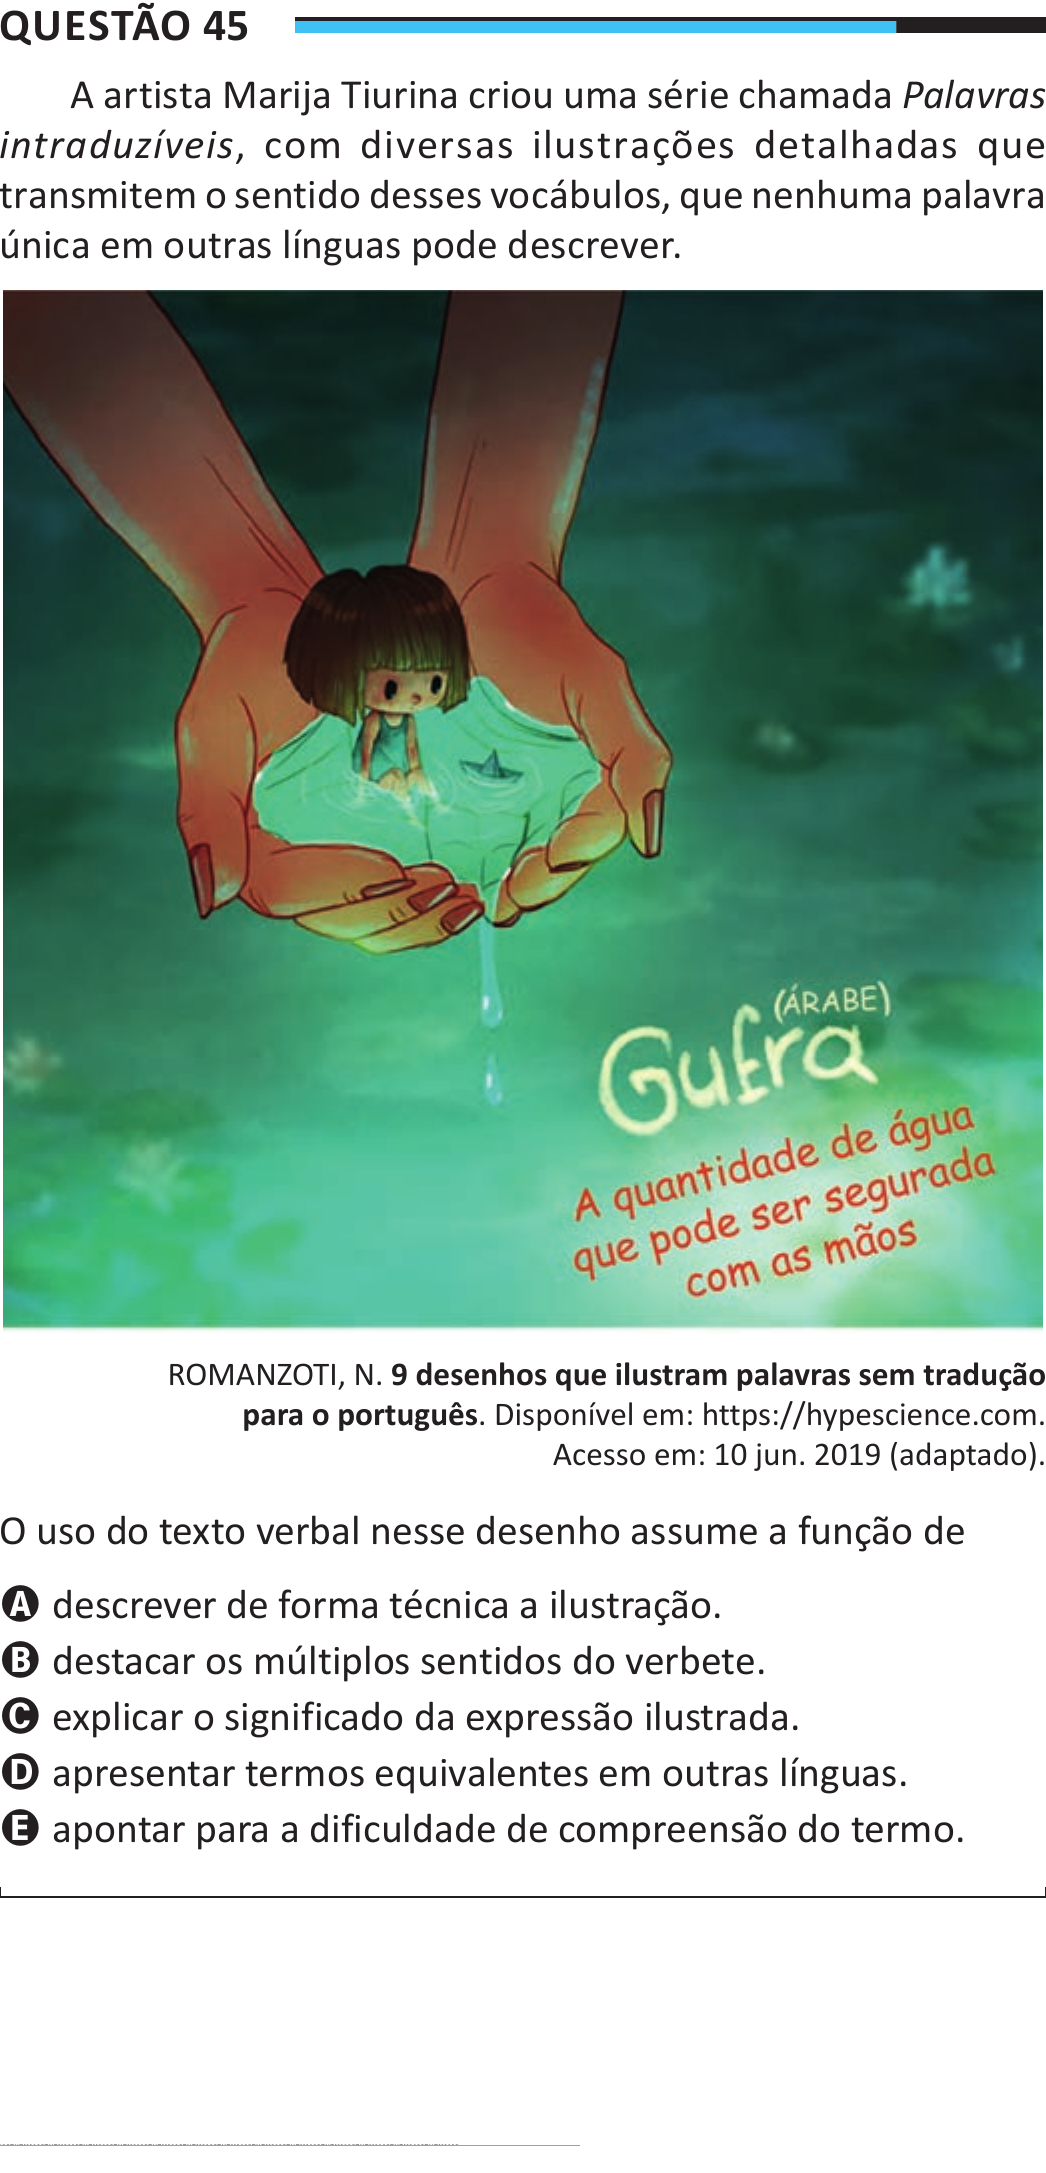 QUESTÃO 45
A artista Marija Tiurina criou uma série chamada Palavras
intraduzíveis, com diversas ilustrações detalhadas que
transmitem o sentido desses vocábulos, que nenhuma palavra
única em outras línguas pode descrever.
(ÁRABE)
Gufra
A quantidade de água
que pode ser segurada
com as mãos
ROMANZOTI, N. 9 desenhos que ilustram palavras sem tradução
para o português. Disponível em: https://hypescience.com.
Acesso em: 10 jun. 2019 (adaptado).
O uso do texto verbal nesse desenho assume a função de
A descrever de forma técnica a ilustração.
B destacar os múltiplos sentidos do verbete.
C explicar o significado da expressão ilustrada.
D apresentar termos equivalentes em outras línguas.
E apontar para a dificuldade de compreensão do termo.